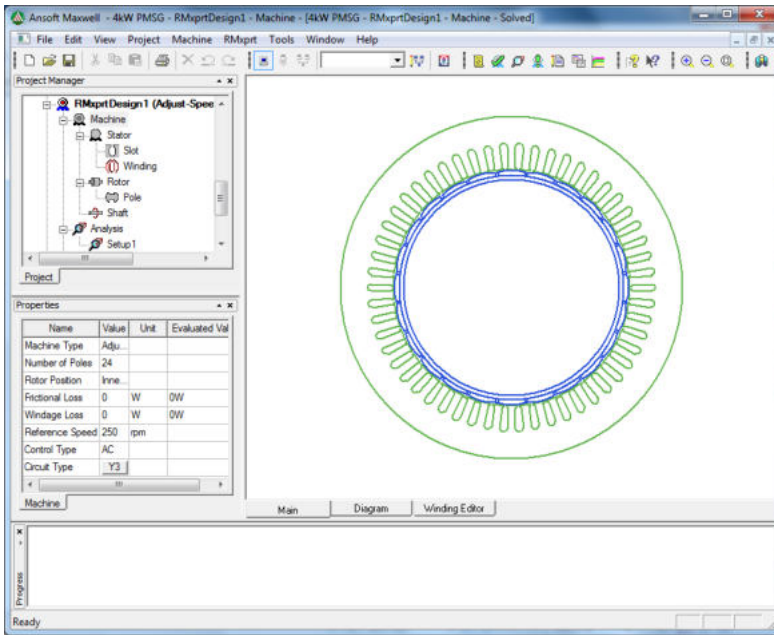 Ansoft Maxwell - 4kW PMSG - RMxprtDesign1 - Machine - [4kW PMSG - RMxprtDesign1 - Machine - Solved]
File Edit View Project Machine RMxprt Tools Window Help
Project Manager
RMxprtDesign1 (Adjust-Spee
Machine
Stator
Slot
Winding
Rotor
Pole
Shaft
Analysis
Setup1
Project
Properties
Name Value Unit Evaluated Val
Machine Type Adju...
Number of Poles 24
Rotor Position Inne...
Frictional Loss 0 W 0W
Windage Loss 0 W 0W
Reference Speed 250 rpm
Control Type AC
Circuit Type Y3
Machine
Main Diagram Winding Editor
Progress
Ready